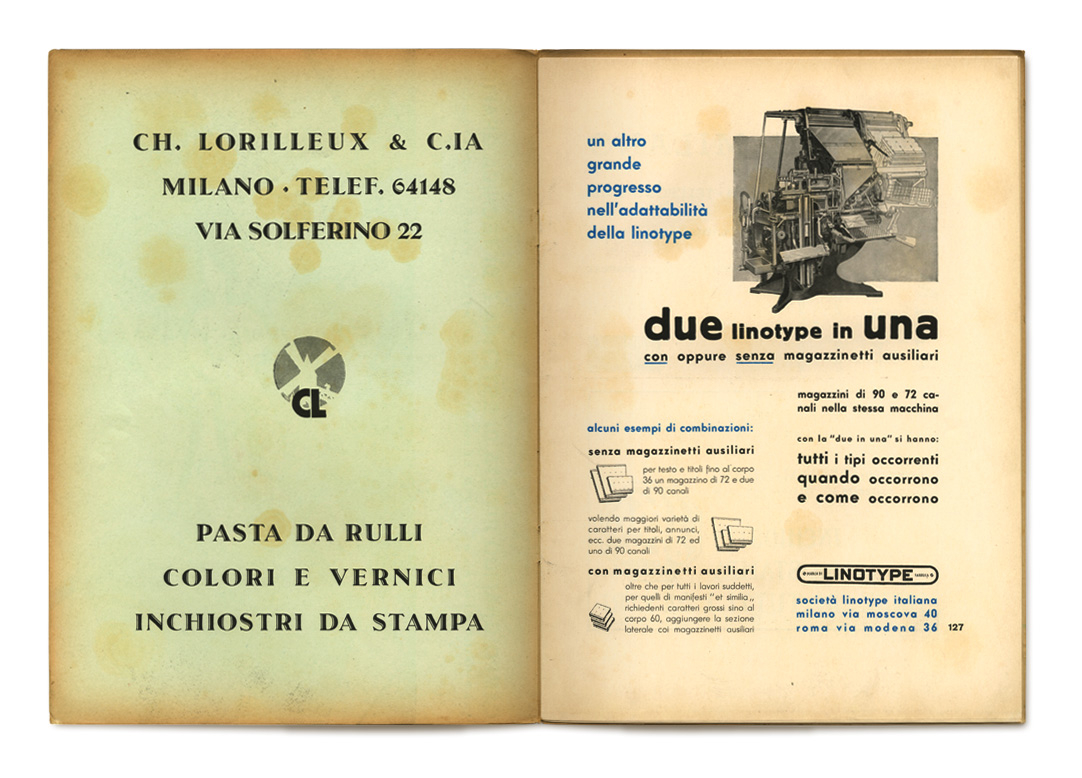 CH. LORILLEUX & C.IA
MILANO · TELEF. 64148
VIA SOLFERINO 22
CL
PASTA DA RULLI
COLORI E VERNICI
INCHIOSTRI DA STAMPA
un altro
grande
progresso
nell'adattabilità
della linotype
due linotype in una
con oppure senza magazzinetti ausiliari
magazzini di 90 e 72 ca-
nali nella stessa macchina
alcuni esempi di combinazioni:
senza magazzinetti ausiliari
per testo e titoli fino al corpo
36 un magazzino di 72 e due
di 90 canali
volendo maggiori varietà di
caratteri per titoli, annunci,
ecc. due magazzini di 72 ed
uno di 90 canali
con magazzinetti ausiliari
oltre che per tutti i lavori suddetti,
per quelli di manifesti "et similia„
richiedenti caratteri grossi sino al
corpo 60, aggiungere la sezione
laterale coi magazzinetti ausiliari
con la "due in una" si hanno:
tutti i tipi occorrenti
quando occorrono
e come occorrono
LINOTYPE
società linotype italiana
milano via moscova 40
roma via modena 36
127